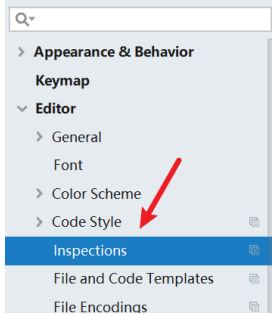 Appearance & Behavior
Keymap
Editor
General
Font
Color Scheme
Code Style
Inspections
File and Code Templates
File Encodings